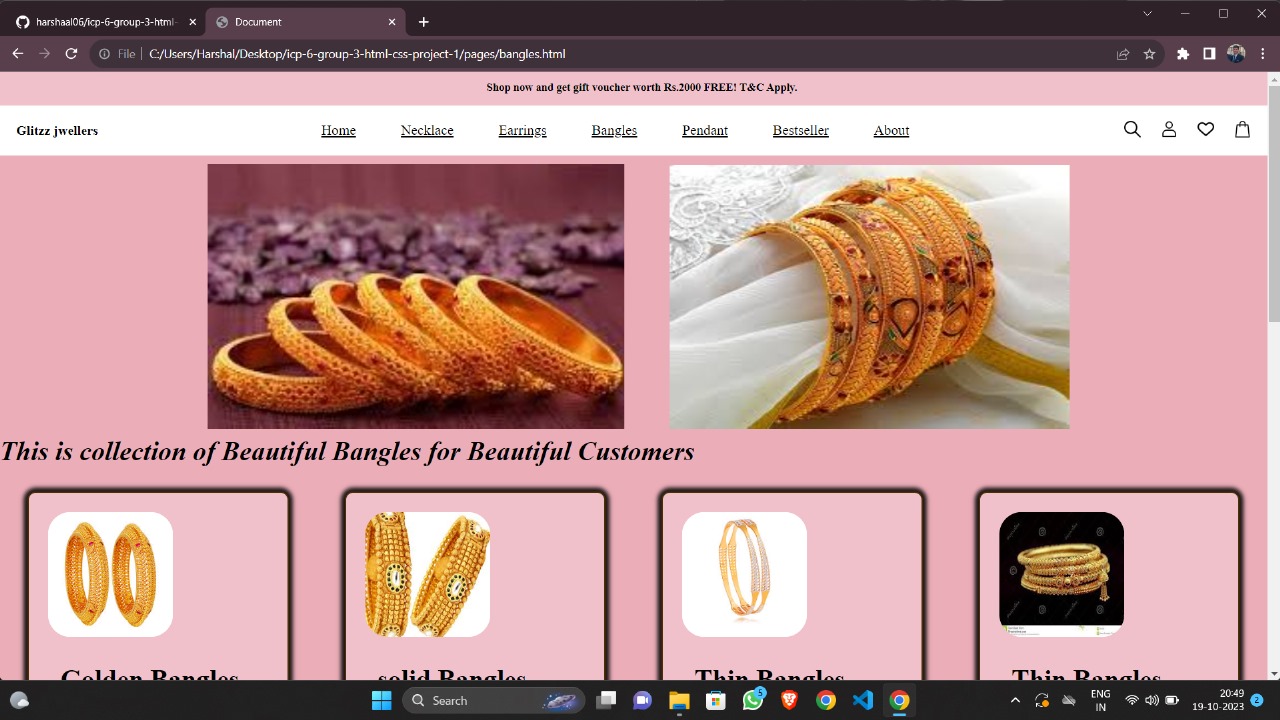 harshaal06/icp-6-group-3-html-
Document
File
C:/Users/Harshal/Desktop/icp-6-group-3-html-css-project-1/pages/bangles.html
Shop now and get gift voucher worth Rs.2000 FREE! T&C Apply.
Glitzz jwellers
Home
Necklace
Earrings
Bangles
Pendant
Bestseller
About
This is collection of Beautiful Bangles for Beautiful Customers
Golden Bangles
solid Bangles
Thin Bangles
Thin Bangles
Search
5
ENG
IN
20:49
19-10-2023
2